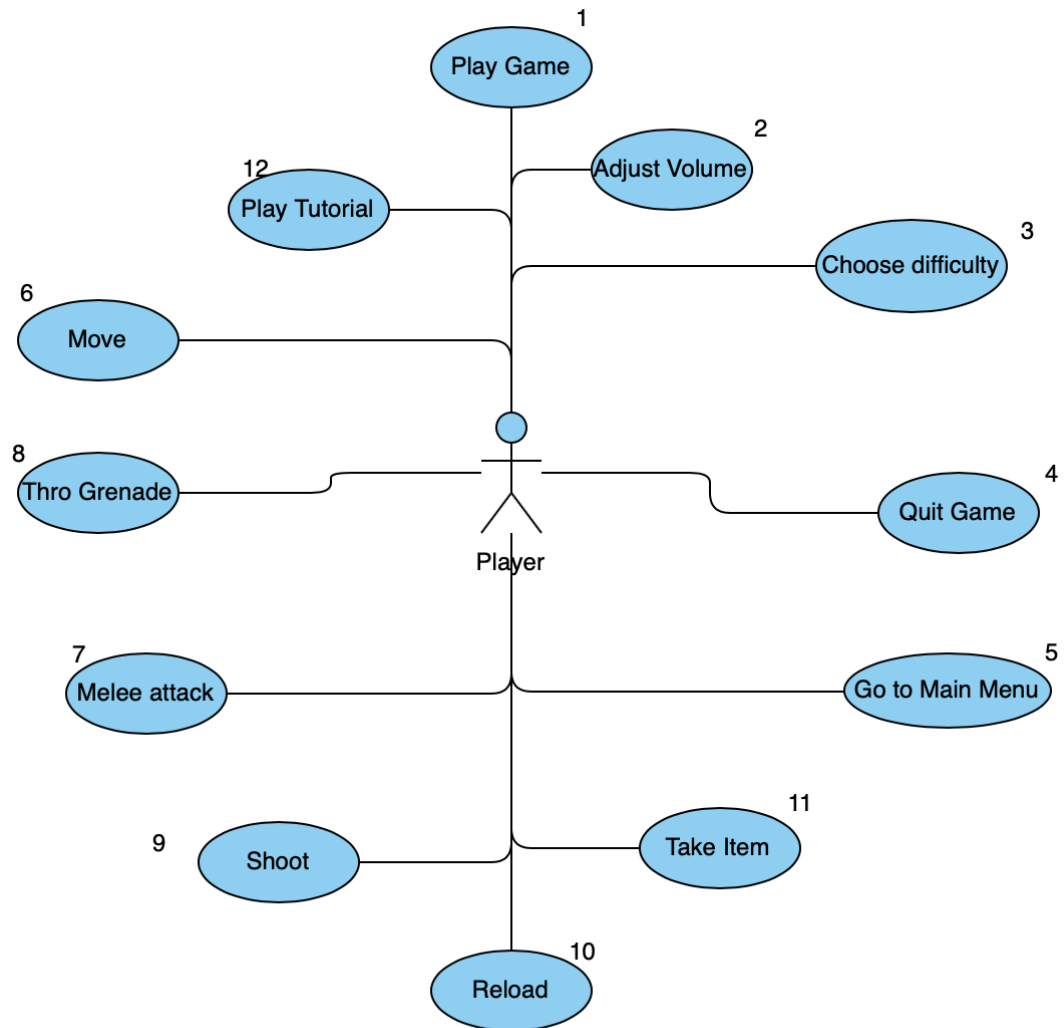 1
Play Game
2
Adjust Volume
12
Play Tutorial
3
Choose difficulty
6
Move
8
Thro Grenade
4
Quit Game
Player
7
Melee attack
5
Go to Main Menu
11
Take Item
9
Shoot
10
Reload